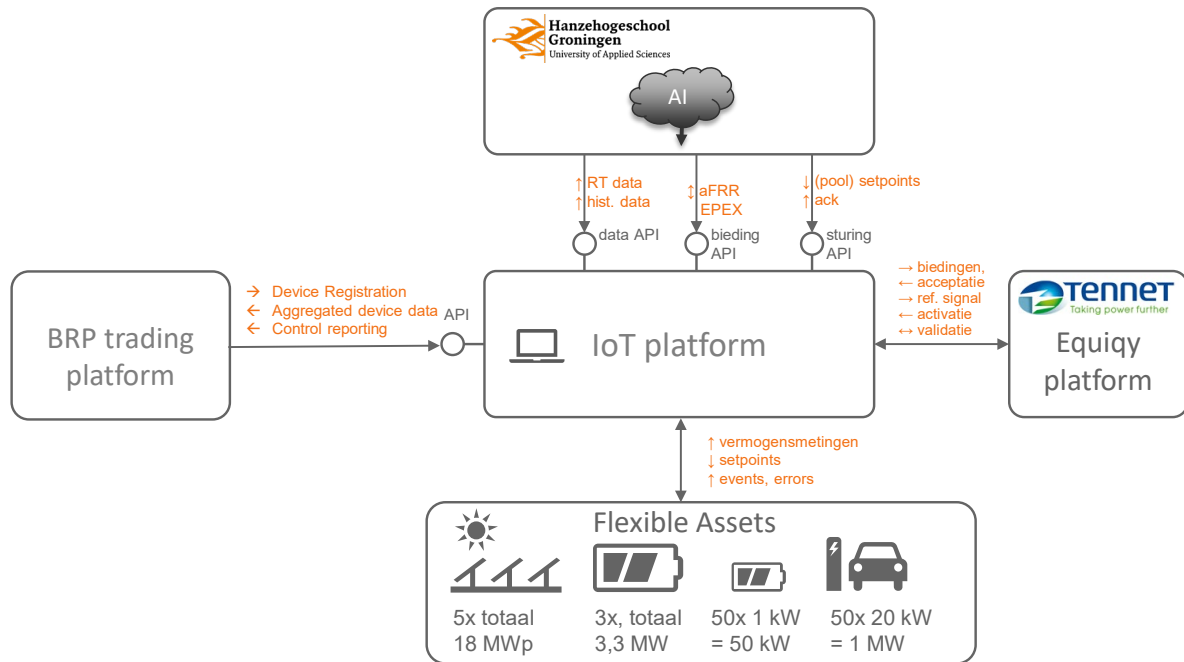 Hanzehogeschool
Groningen
University of Applied Sciences
AI
↑ RT data
↑ hist. data
↕ aFRR
EPEX
↓ (pool) setpoints
↑ ack
data API
bieding
API
sturing
API
BRP trading
platform
→ Device Registration
← Aggregated device data
← Control reporting
API
IoT platform
→ biedingen,
← acceptatie
→ ref. signal
← activatie
↔ validatie
TENNET
Taking power further
Equiqy
platform
↑ vermogensmetingen
↓ setpoints
↑ events, errors
Flexible Assets
5x totaal
18 MWp
3x, totaal
3,3 MW
50x 1 kW
= 50 kW
50x 20 kW
= 1 MW